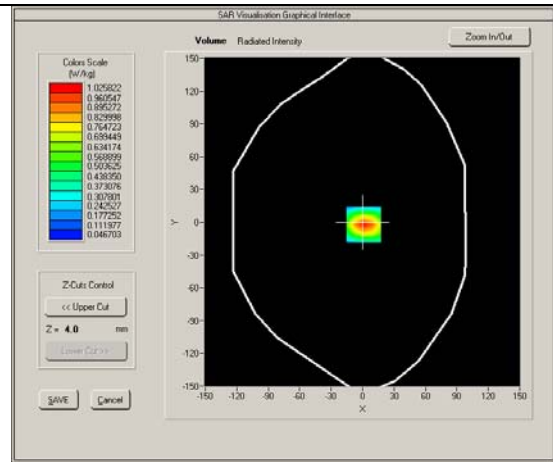 SAR Visualisation Graphical Interface
Volume Radiated Intensity
Zoom In/Out
Colors Scale
(W/kg)
1.025822
0.960547
0.895272
0.829998
0.764723
0.699449
0.634174
0.568899
0.503625
0.438350
0.373076
0.307801
0.242527
0.177252
0.111977
0.046703
Z-Cuts Control
<< Upper Cut
Z = 4.0 mm
Lower Cut >>
SAVE
Cancel
Y
150
120
90
60
30
0
-30
-60
-90
-120
-150
-150 -120 -90 -60 -30 0 30 60 90 120 150
X